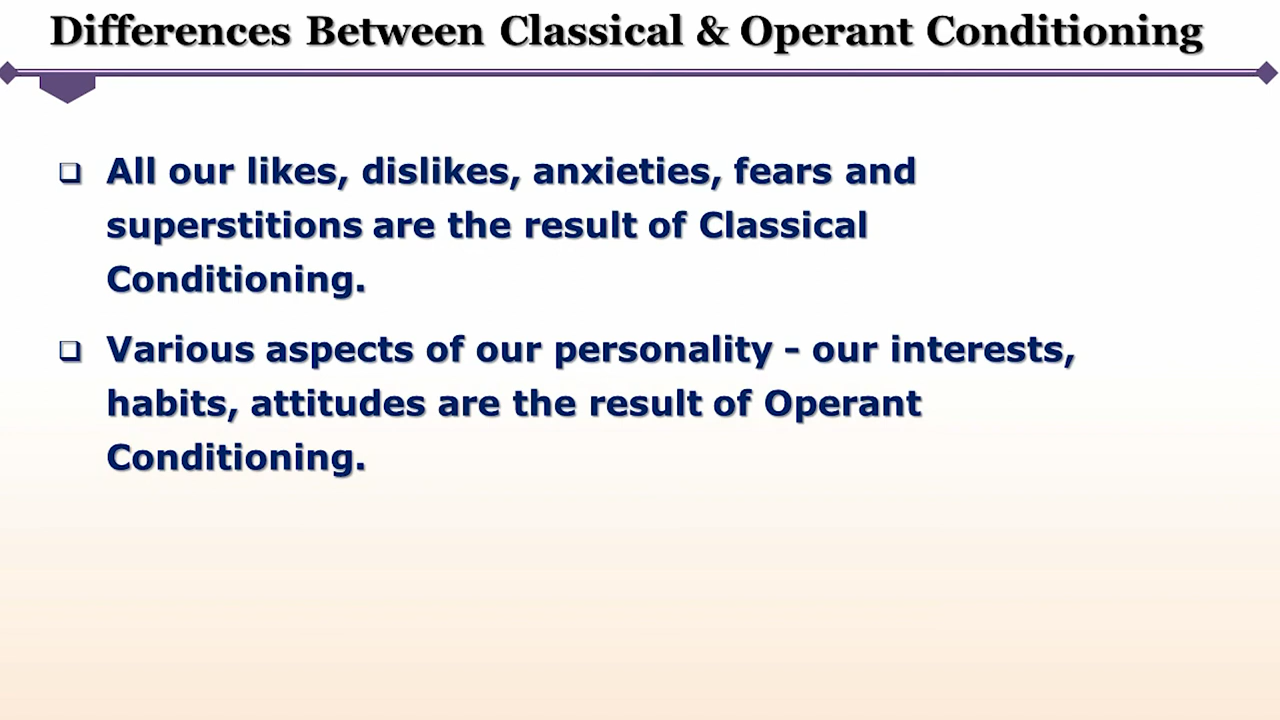 Differences Between Classical & Operant Conditioning
All our likes, dislikes, anxieties, fears and
superstitions are the result of Classical
Conditioning.
Various aspects of our personality - our interests,
habits, attitudes are the result of Operant
Conditioning.